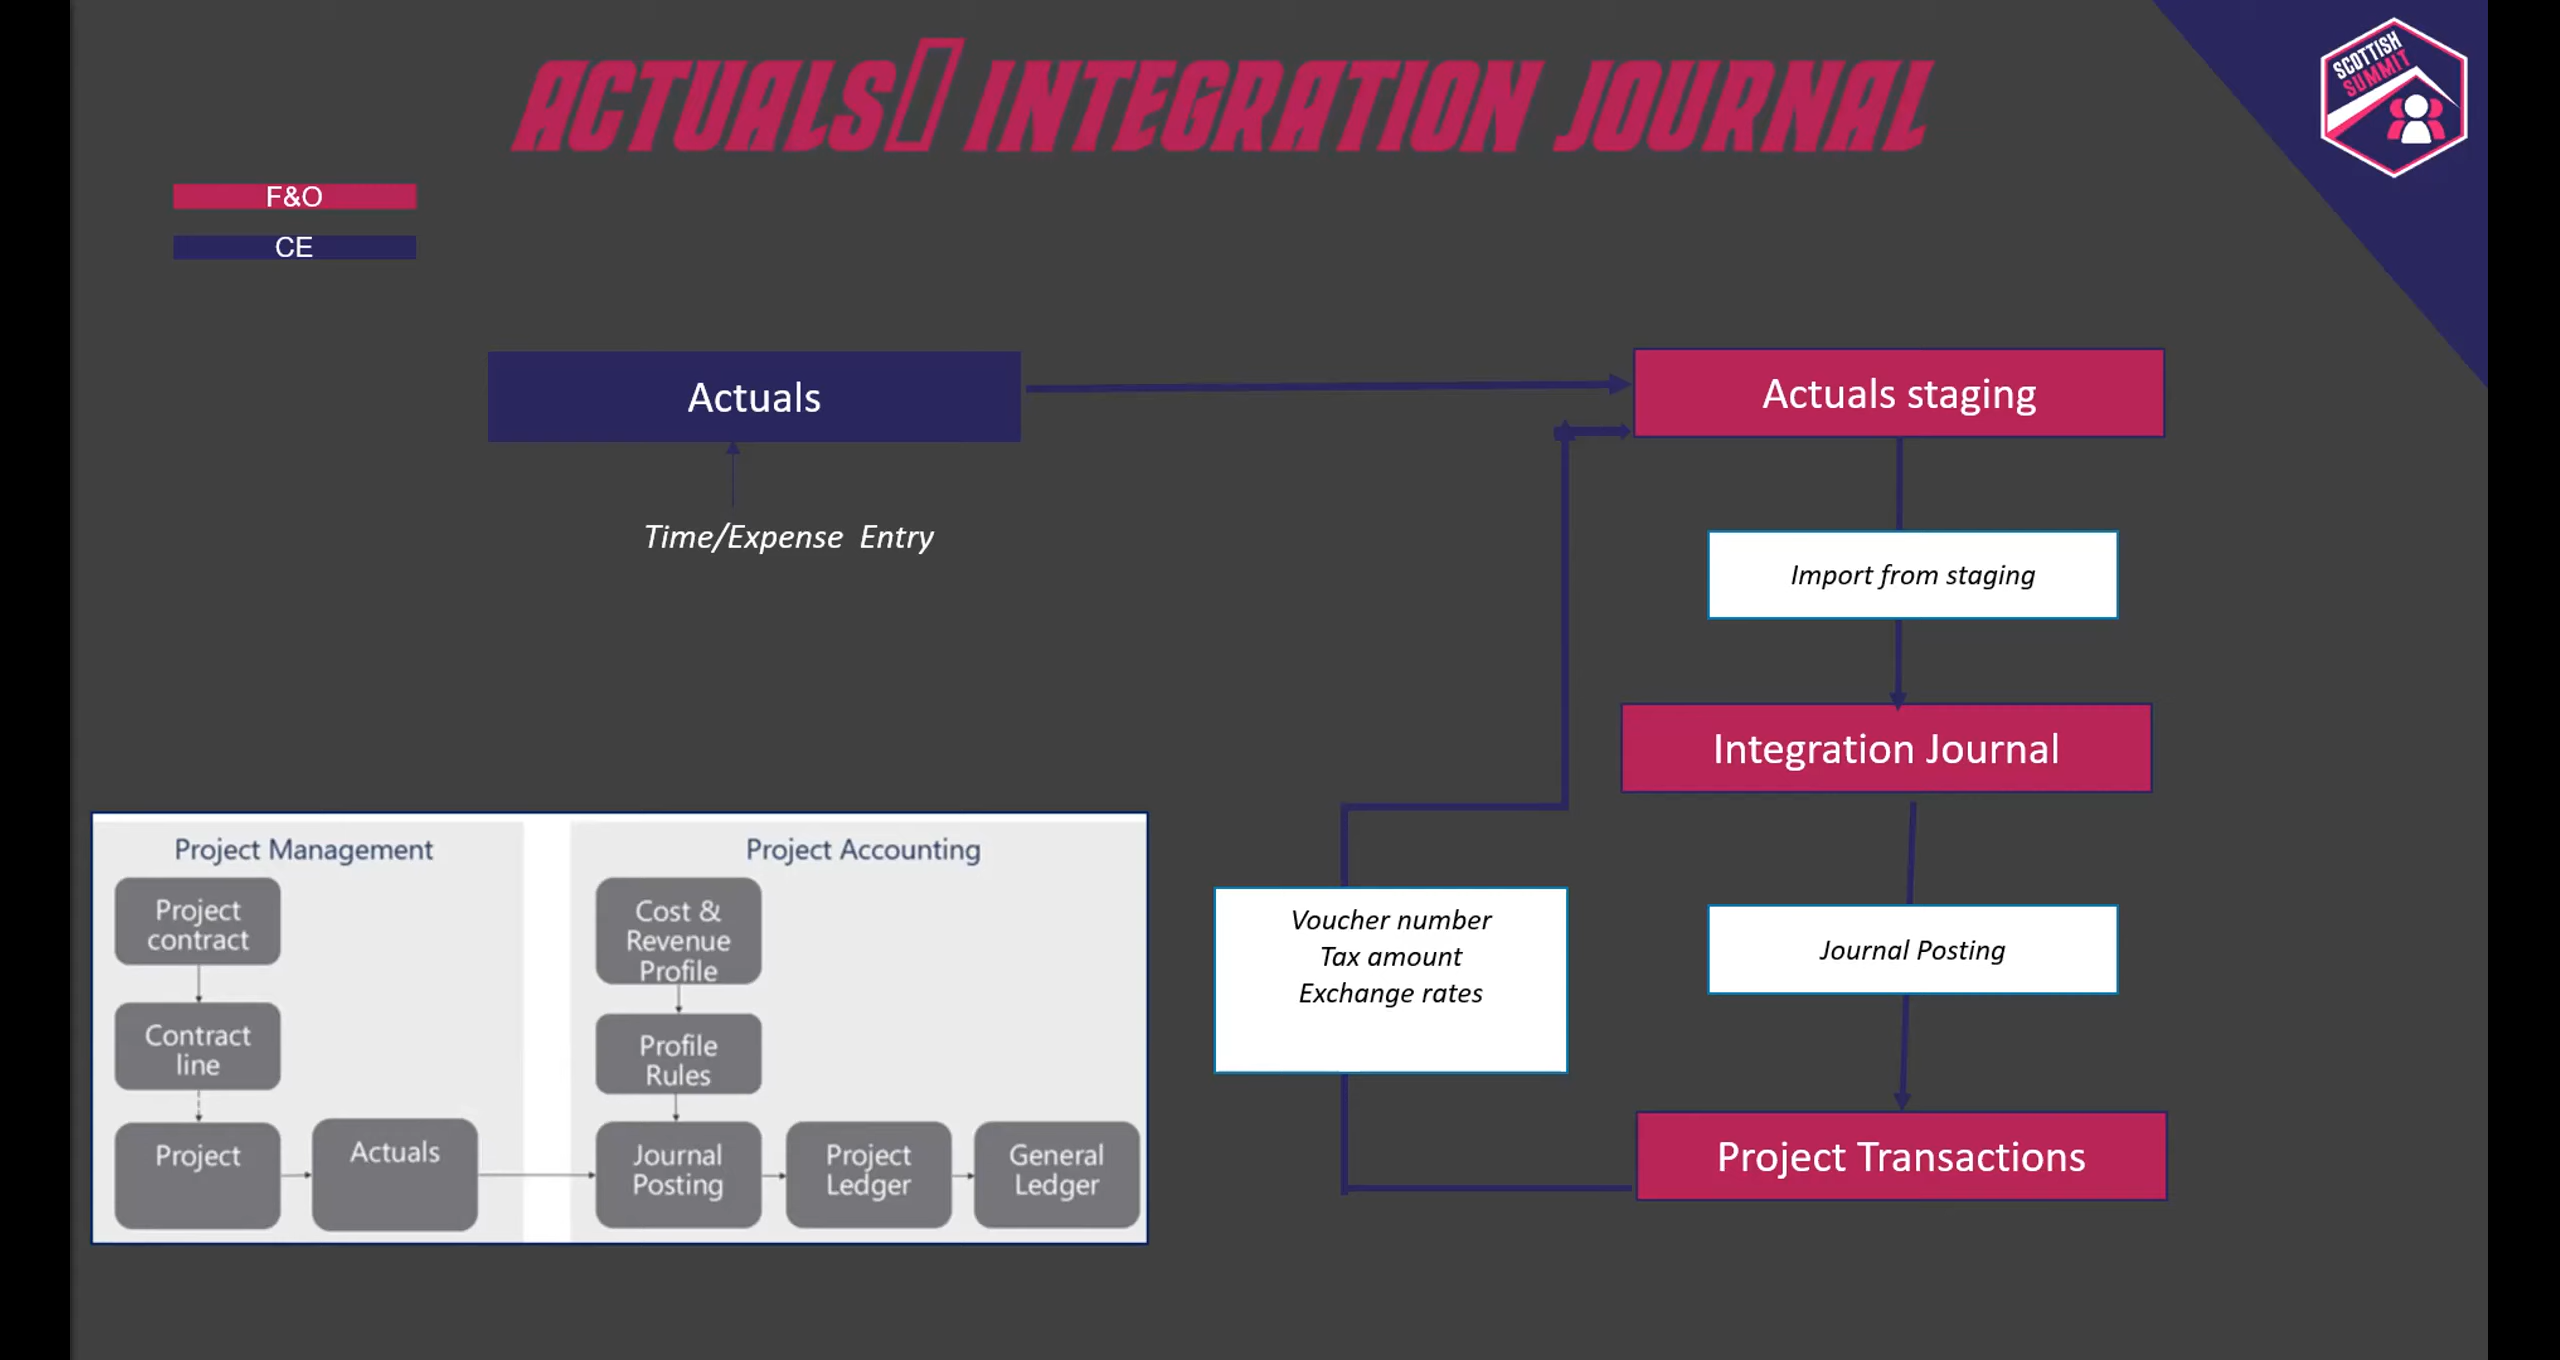 ACTUALS▯ INTEGRATION JOURNAL
SCOTTISH
SUMMIT
F&O
CE
Actuals
Actuals staging
Time/Expense  Entry
Import from staging
Integration Journal
Voucher number
Tax amount
Exchange rates
Journal Posting
Project Transactions
Project Management
Project
contract
Contract
line
Project
Actuals
Project Accounting
Cost &
Revenue
Profile
Profile
Rules
Journal
Posting
Project
Ledger
General
Ledger